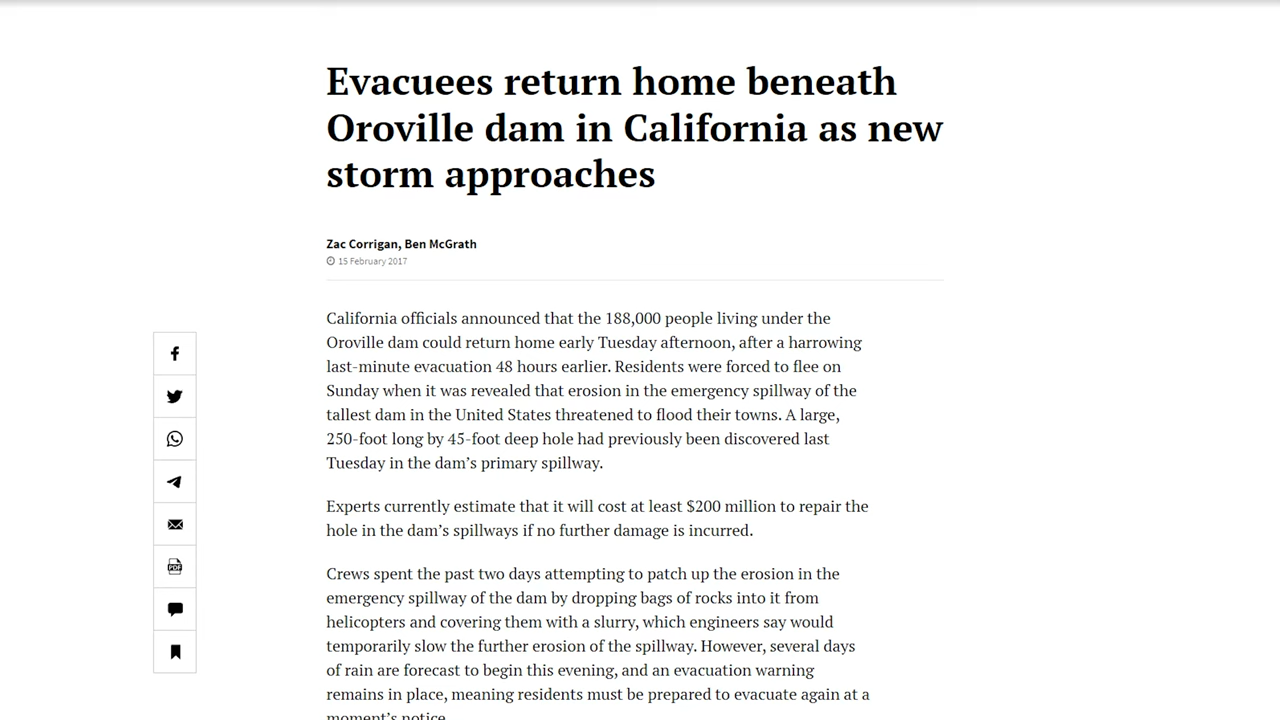 Evacuees return home beneath
Oroville dam in California as new
storm approaches
Zac Corrigan, Ben McGrath
15 February 2017
California officials announced that the 188,000 people living under the
Oroville dam could return home early Tuesday afternoon, after a harrowing
last-minute evacuation 48 hours earlier. Residents were forced to flee on
Sunday when it was revealed that erosion in the emergency spillway of the
tallest dam in the United States threatened to flood their towns. A large,
250-foot long by 45-foot deep hole had previously been discovered last
Tuesday in the dam’s primary spillway.
Experts currently estimate that it will cost at least $200 million to repair the
hole in the dam’s spillways if no further damage is incurred.
Crews spent the past two days attempting to patch up the erosion in the
emergency spillway of the dam by dropping bags of rocks into it from
helicopters and covering them with a slurry, which engineers say would
temporarily slow the further erosion of the spillway. However, several days
of rain are forecast to begin this evening, and an evacuation warning
remains in place, meaning residents must be prepared to evacuate again at a
moment’s notice
PDF